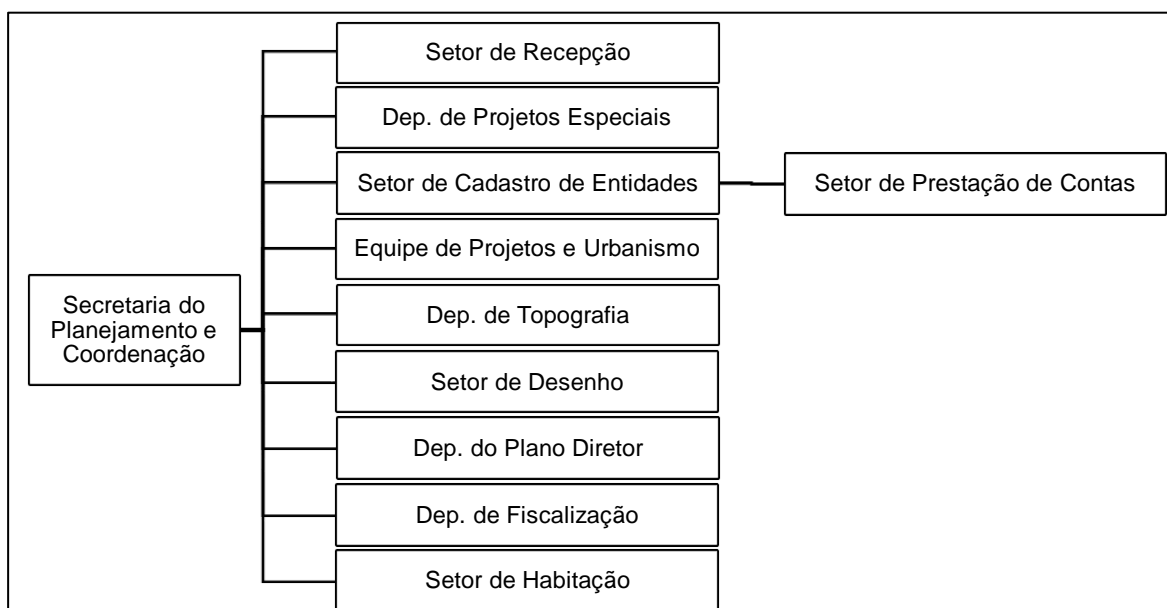 Setor de Recepção
Dep. de Projetos Especiais
Setor de Cadastro de Entidades
Setor de Prestação de Contas
Equipe de Projetos e Urbanismo
Secretaria do
Planejamento e
Coordenação
Dep. de Topografia
Setor de Desenho
Dep. do Plano Diretor
Dep. de Fiscalização
Setor de Habitação